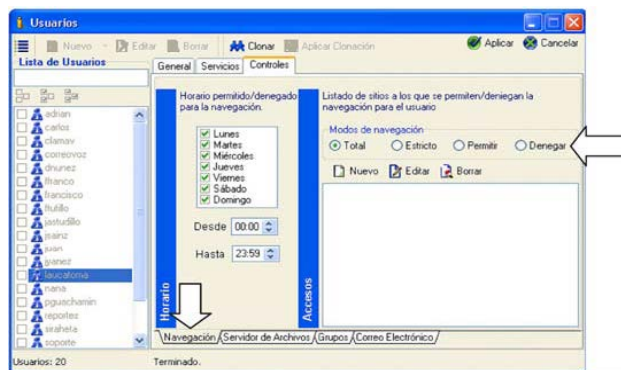 Usuarios
Nuevo Editar Borrar Clonar Aplicar Clonación Aplicar Cancelar
Lista de Usuarios
General Servicios Controles
Horario permitido/denegado
para la navegación.
Listado de sitios a los que se permiten/deniegan la
navegación para el usuario
Modos de navegación
Total Estricto Permitir Denegar
Nuevo Editar Borrar
Lunes
Martes
Miércoles
Jueves
Viernes
Sábado
Domingo
Desde 00:00
Hasta 23:59
Horario
Accesos
adrian
carlos
clamav
correovoz
dnunez
ffranco
francisco
ftutillo
jastudillo
jsainz
juan
jyanez
laucatoma
nana
pguachamin
reportes
siraheta
soporte
Navegación Servidor de Archivos Grupos Correo Electrónico
Usuarios: 20 Terminado.